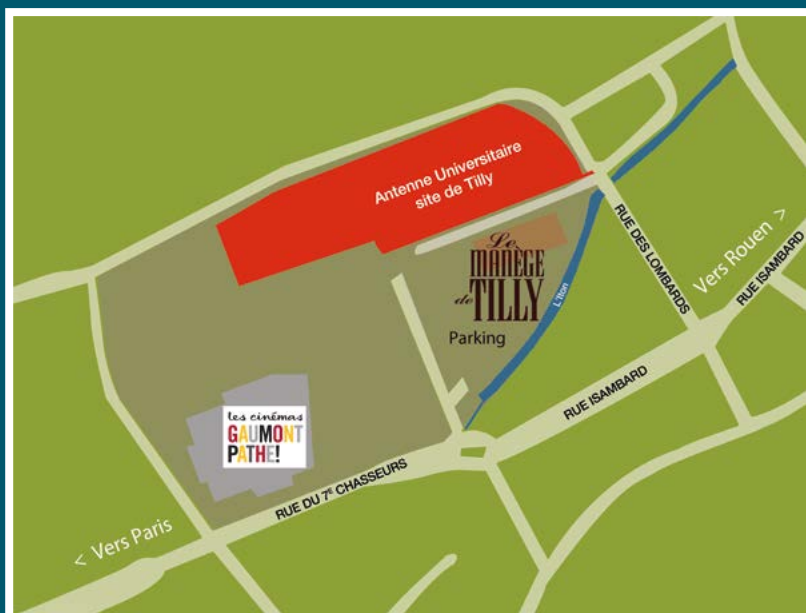 Antenne Universitaire
site de Tilly
Le
MANÈGE
de TILLY
Parking
L'Iton
RUE DES LOMBARDS
Vers Rouen >
RUE ISAMBARD
RUE ISAMBARD
les cinémas
GAUMONT
PATHE!
RUE DU 7E CHASSEURS
< Vers Paris